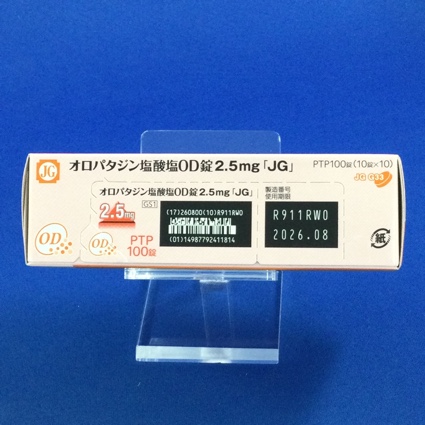 JG
オロパタジン塩酸塩OD錠2.5mg「JG」
PTP100錠(10錠×10)
JG G33
オロパタジン塩酸塩OD錠2.5mg「JG」
2.5mg
GS1
(17)260800(10)R911RW0
(01)14987792411814
製造番号
使用期限
R911RW0
2026.08
OD
PTP
100錠
OD
紙